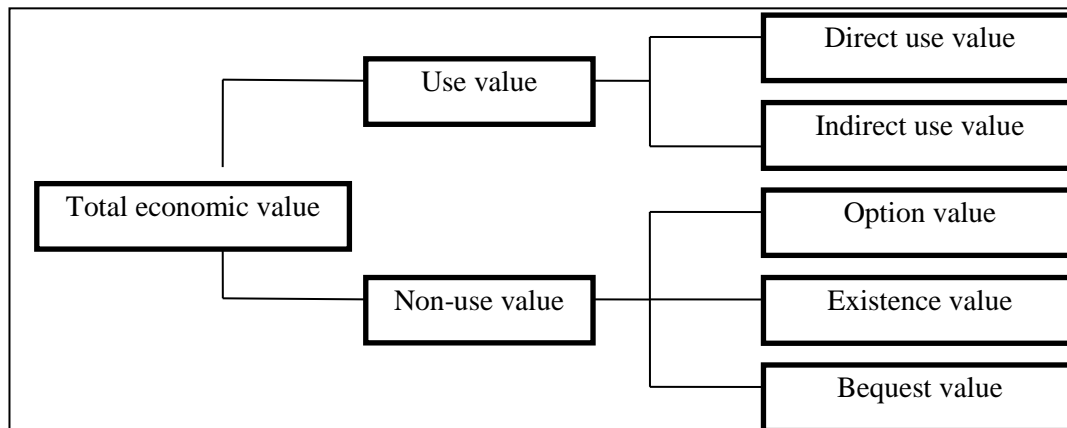 Total economic value
Use value
Direct use value
Indirect use value
Non-use value
Option value
Existence value
Bequest value